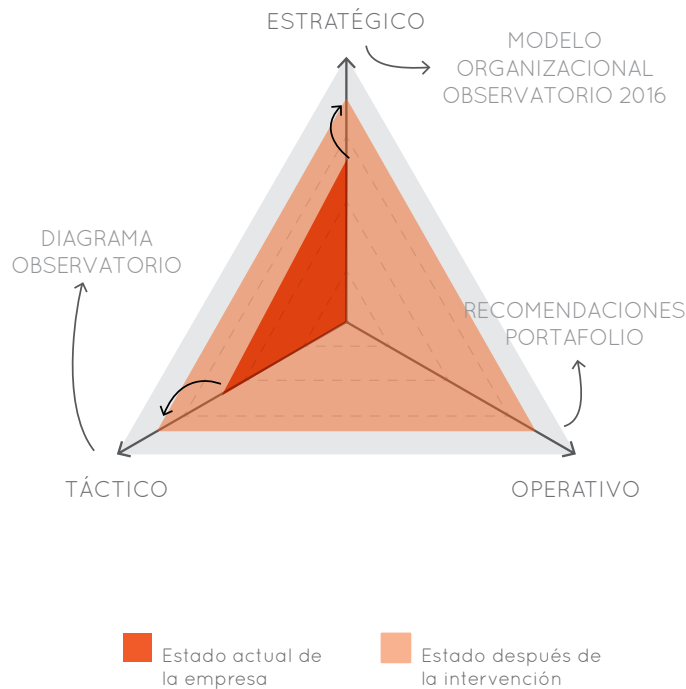 ESTRATÉGICO
MODELO
ORGANIZACIONAL
OBSERVATORIO 2016
DIAGRAMA
OBSERVATORIO
RECOMENDACIONES
PORTAFOLIO
TÁCTICO
OPERATIVO
Estado actual de
la empresa
Estado después de
la intervención